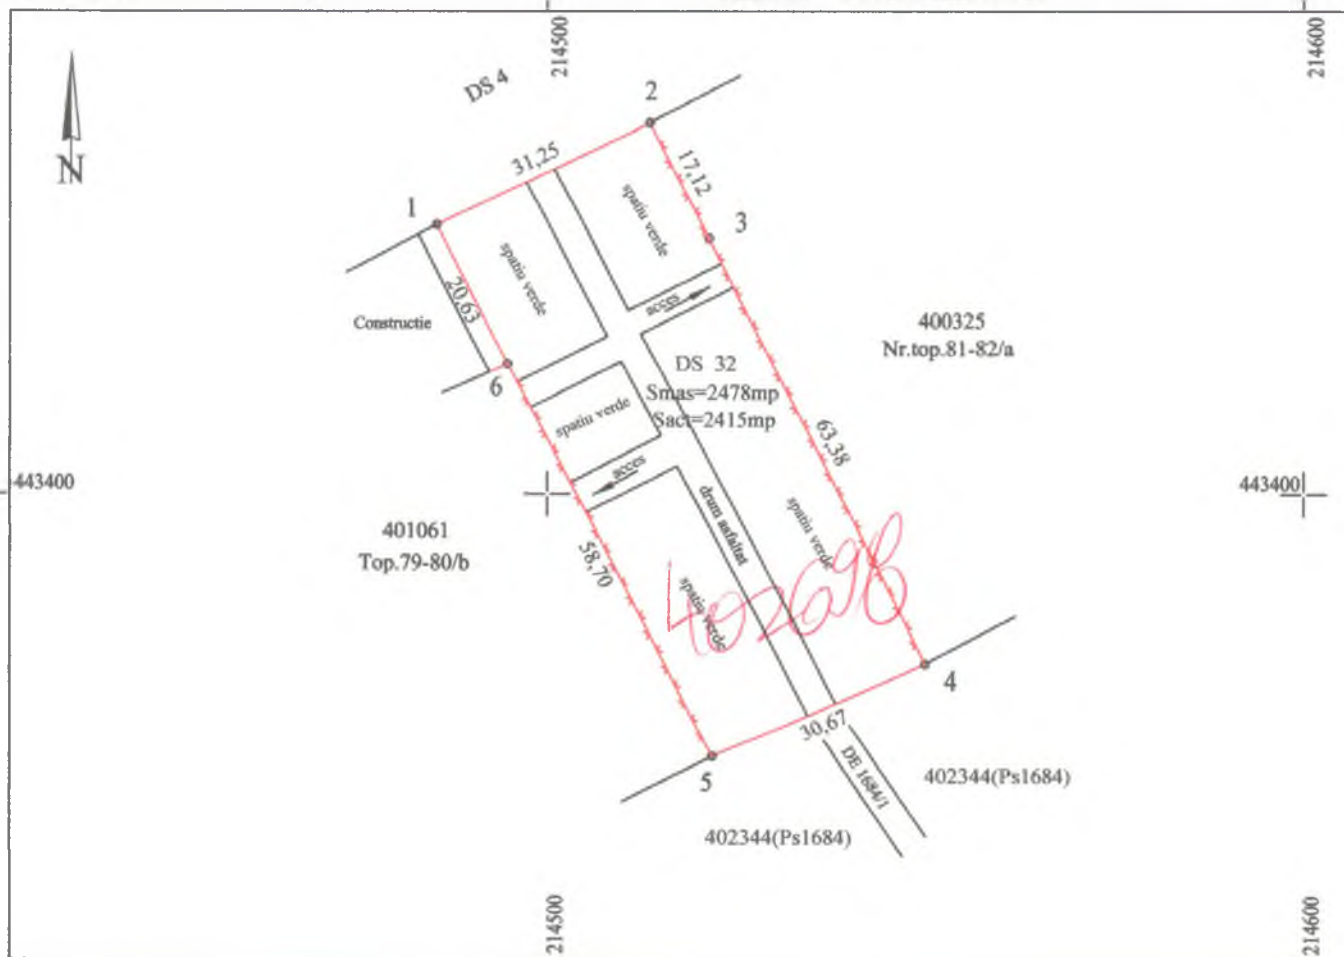 214500
214600
DS 4
N
2
31,25
17,12
1
3
spatiu verde
spatiu verde
20,63
acces
Constructie
400325
Nr.top.81-82/a
6
DS 32
Smas=2478mp
Sact=2415mp
spatiu verde
63,38
acces
443400
443400
drum asfaltat
spatiu verde
401061
Top.79-80/b
58,70
spatiu verde
402698
4
30,67
5
DE 1684/1
402344(Ps1684)
402344(Ps1684)
214500
214600